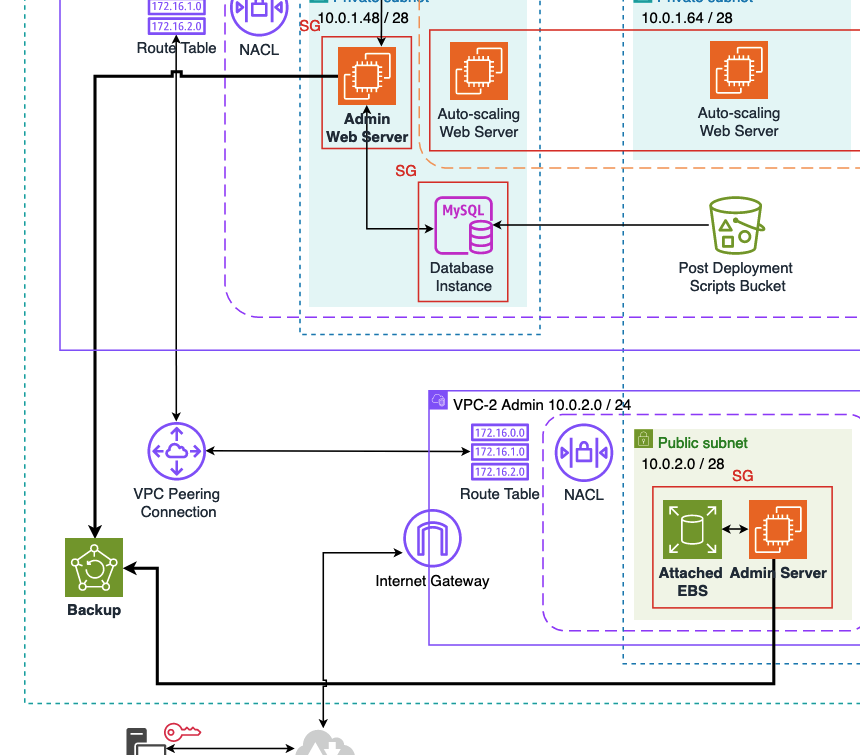 172.16.1.0
172.16.2.0
Route Table
NACL
SG
10.0.1.48 / 28
Private subnet
10.0.1.64 / 28
Admin
Web Server
Auto-scaling
Web Server
Auto-scaling
Web Server
SG
MySQL
Database
Instance
Post Deployment
Scripts Bucket
VPC-2 Admin 10.0.2.0 / 24
172.16.0.0
172.16.1.0
172.16.2.0
Route Table
NACL
Public subnet
10.0.2.0 / 28
SG
VPC Peering
Connection
Internet Gateway
Attached
EBS
Admin Server
Backup